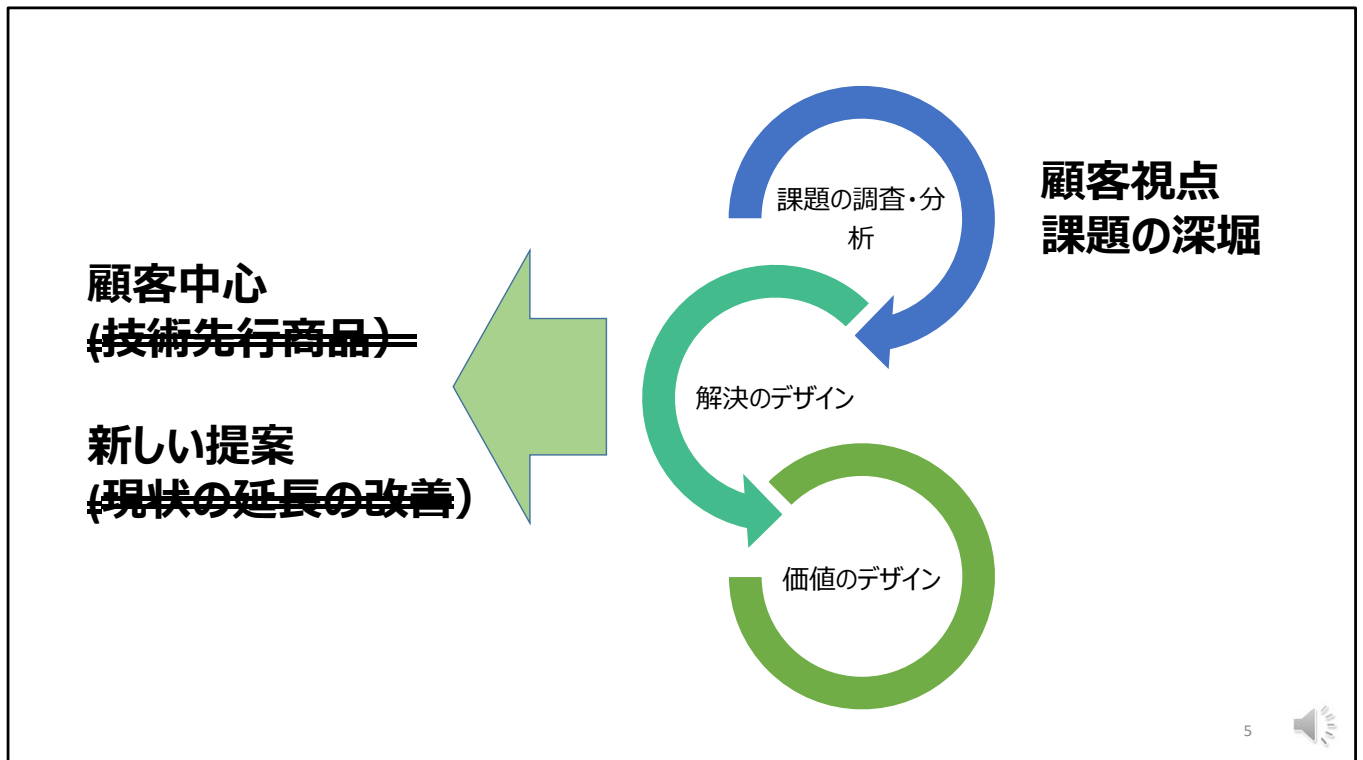 顧客視点
課題の深堀
課題の調査・分
析
顧客中心
(技術先行商品）
解決のデザイン
新しい提案
(現状の延長の改善）
価値のデザイン
5